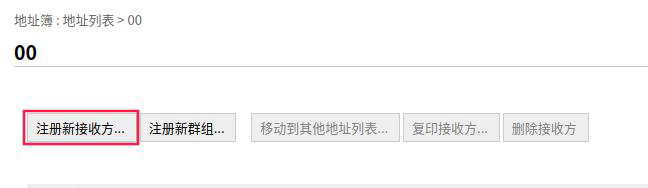 地址簿 : 地址列表 > 00
00
注册新接收方... 注册新群组... 移动到其他地址列表... 复印接收方... 删除接收方